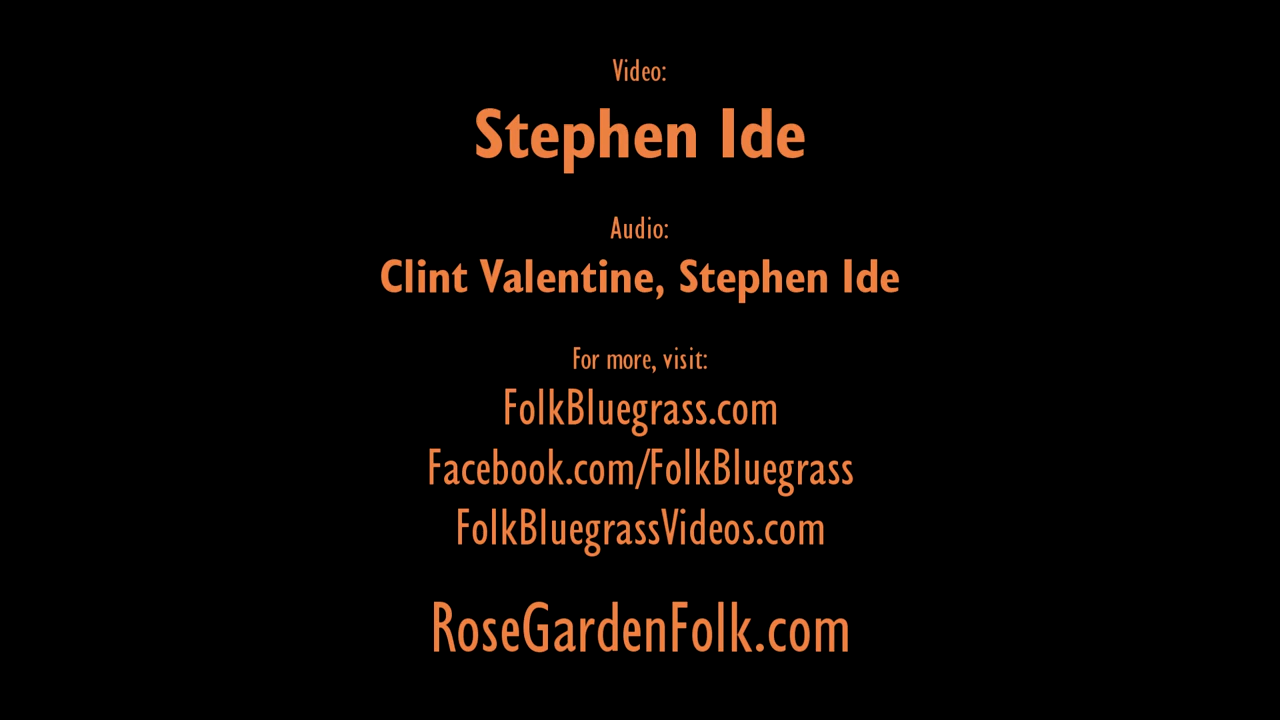 Video:
Stephen Ide
Audio:
Clint Valentine, Stephen Ide
For more, visit:
FolkBluegrass.com
Facebook.com/FolkBluegrass
FolkBluegrassVideos.com
RoseGardenFolk.com